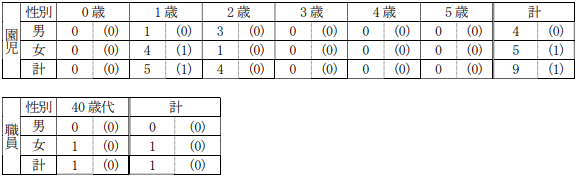 園児 性別 0歳 1歳 2歳 3歳 4歳 5歳 計
男 0 (0) 1 (0) 3 (0) 0 (0) 0 (0) 0 (0) 4 (0)
女 0 (0) 4 (1) 1 (0) 0 (0) 0 (0) 0 (0) 5 (1)
計 0 (0) 5 (1) 4 (0) 0 (0) 0 (0) 0 (0) 9 (1)
職員 性別 40歳代 計
男 0 (0) 0 (0)
女 1 (0) 1 (0)
計 1 (0) 1 (0)